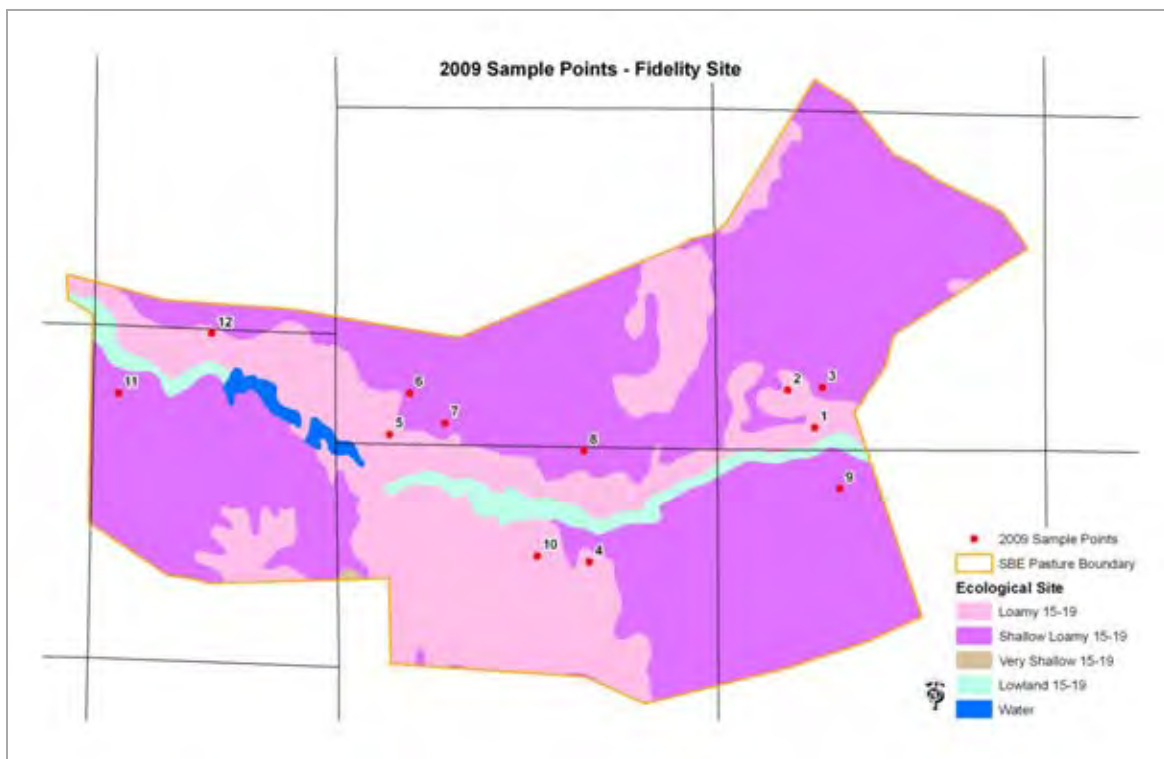 2009 Sample Points - Fidelity Site
12
11
6
7
5
8
2
3
1
9
10
4
2009 Sample Points
SBE Pasture Boundary
Ecological Site
Loamy 15-19
Shallow Loamy 15-19
Very Shallow 15-19
Lowland 15-19
Water